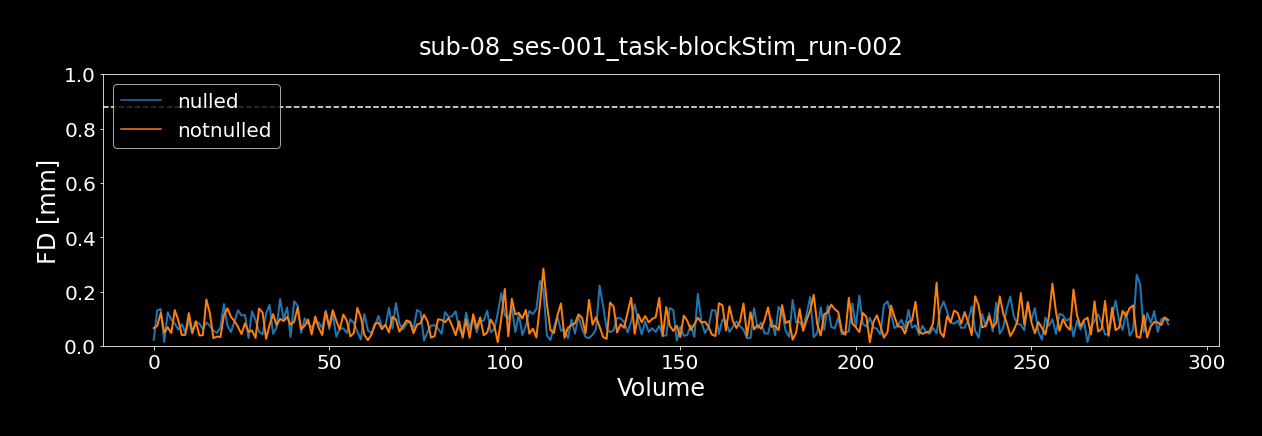 sub-08_ses-001_task-blockStim_run-002
1.0
0.8
0.6
0.4
0.2
0.0
FD [mm]
nulled
notnulled
0 50 100 150 200 250 300
Volume